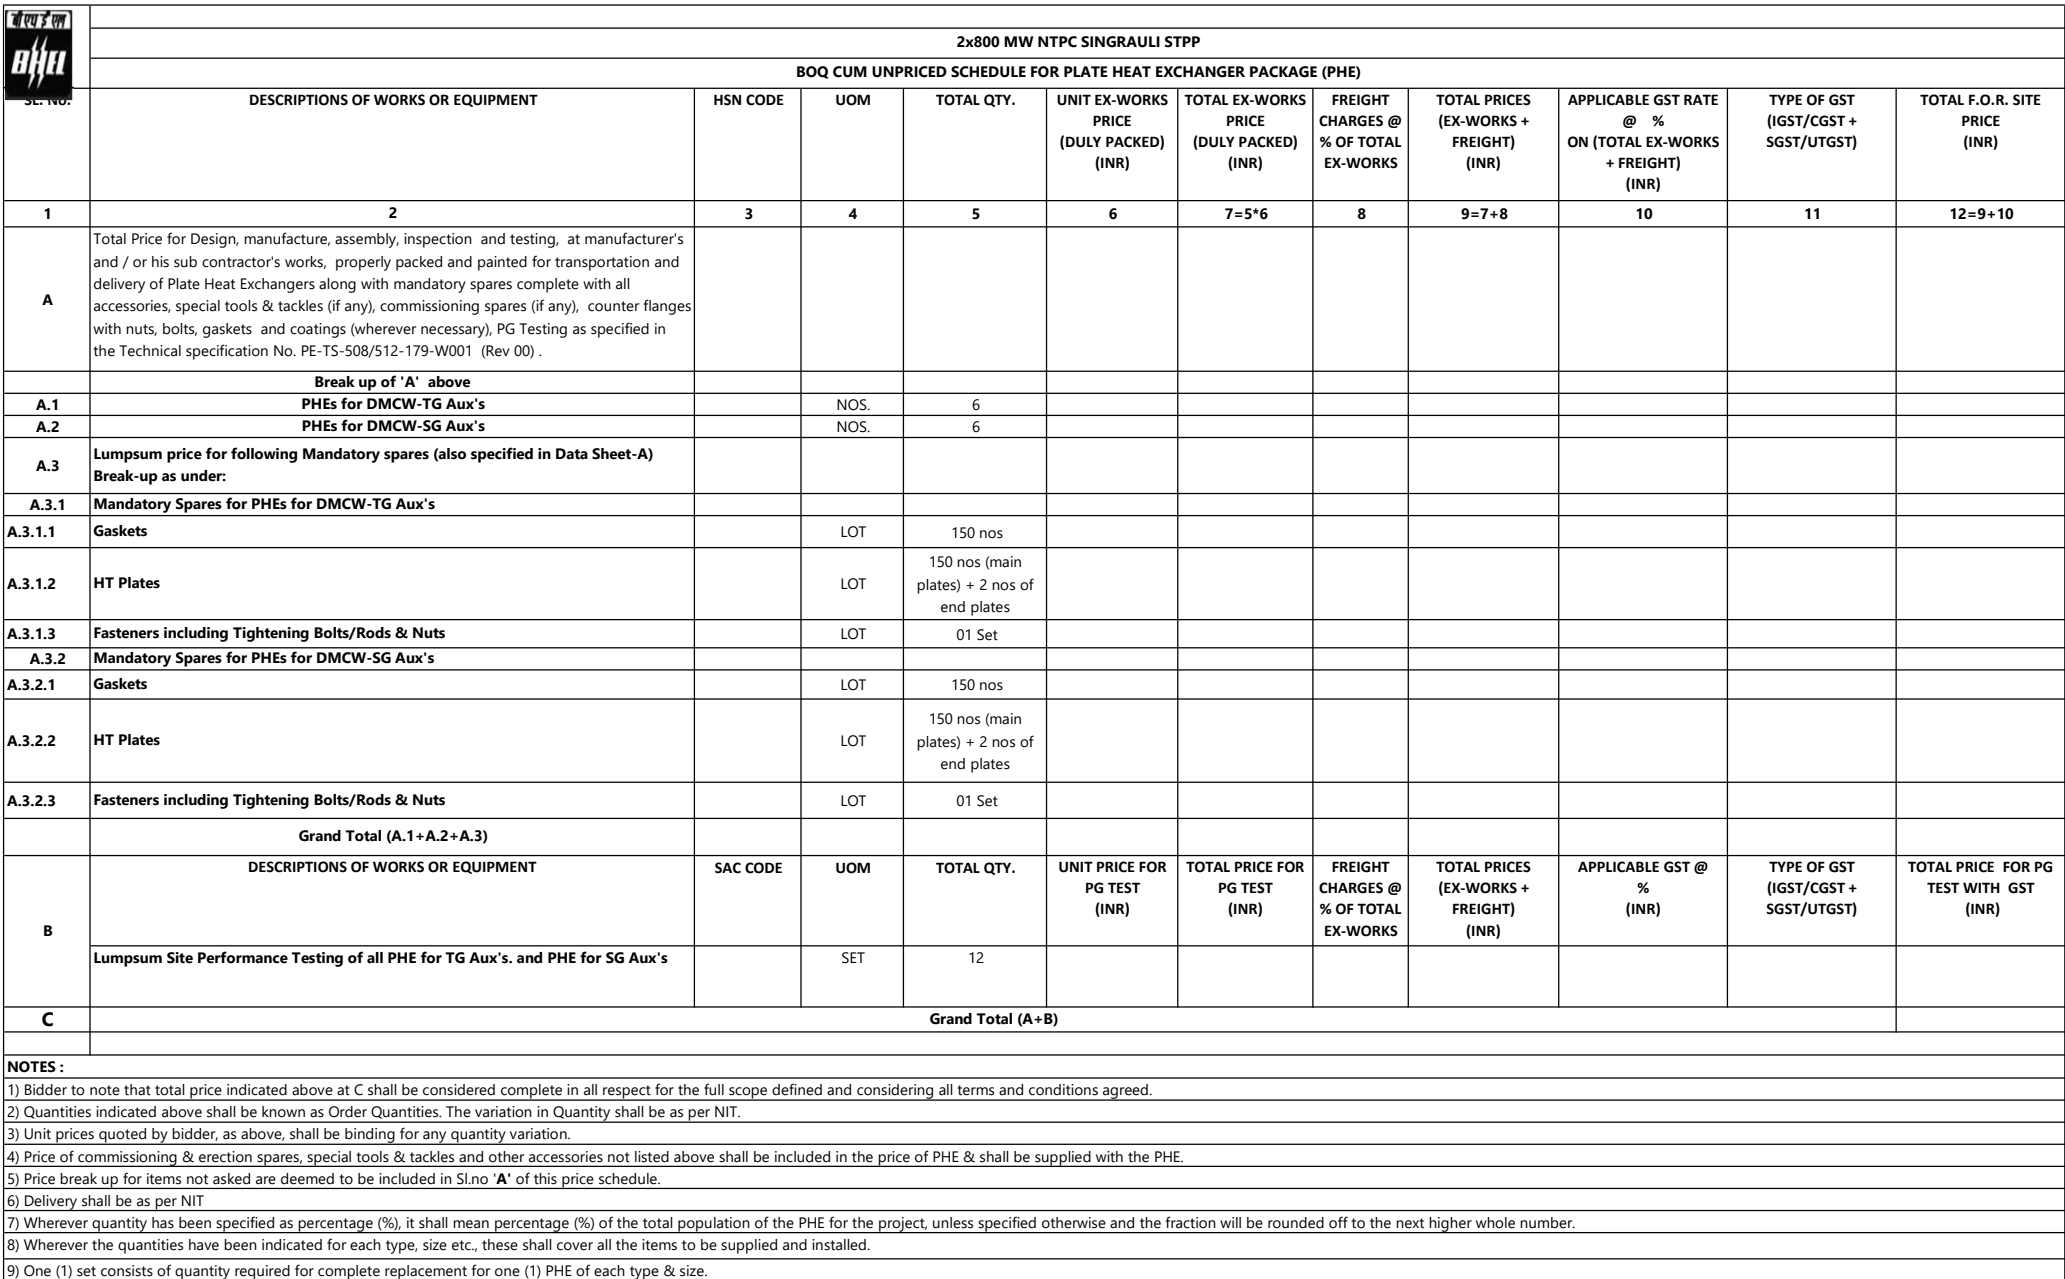 बीएचईएल
BHEL
2x800 MW NTPC SINGRAULI STPP
BOQ CUM UNPRICED SCHEDULE FOR PLATE HEAT EXCHANGER PACKAGE (PHE)
SL. No.
DESCRIPTIONS OF WORKS OR EQUIPMENT
HSN CODE
UOM
TOTAL QTY.
UNIT EX-WORKS
PRICE
(DULY PACKED)
(INR)
TOTAL EX-WORKS
PRICE
(DULY PACKED)
(INR)
FREIGHT
CHARGES @
% OF TOTAL
EX-WORKS
TOTAL PRICES
(EX-WORKS +
FREIGHT)
(INR)
APPLICABLE GST RATE
@ %
ON (TOTAL EX-WORKS
+ FREIGHT)
(INR)
TYPE OF GST
(IGST/CGST +
SGST/UTGST)
TOTAL F.O.R. SITE
PRICE
(INR)
1 2 3 4 5 6 7=5*6 8 9=7+8 10 11 12=9+10
A
Total Price for Design, manufacture, assembly, inspection and testing, at manufacturer's
and / or his sub contractor's works, properly packed and painted for transportation and
delivery of Plate Heat Exchangers along with mandatory spares complete with all
accessories, special tools & tackles (if any), commissioning spares (if any), counter flanges
with nuts, bolts, gaskets and coatings (wherever necessary), PG Testing as specified in
the Technical specification No. PE-TS-508/512-179-W001 (Rev 00) .
Break up of 'A' above
A.1 PHEs for DMCW-TG Aux's NOS. 6
A.2 PHEs for DMCW-SG Aux's NOS. 6
A.3
Lumpsum price for following Mandatory spares (also specified in Data Sheet-A)
Break-up as under:
A.3.1 Mandatory Spares for PHEs for DMCW-TG Aux's
A.3.1.1 Gaskets LOT 150 nos
A.3.1.2 HT Plates LOT
150 nos (main
plates) + 2 nos of
end plates
A.3.1.3 Fasteners including Tightening Bolts/Rods & Nuts LOT 01 Set
A.3.2 Mandatory Spares for PHEs for DMCW-SG Aux's
A.3.2.1 Gaskets LOT 150 nos
A.3.2.2 HT Plates LOT
150 nos (main
plates) + 2 nos of
end plates
A.3.2.3 Fasteners including Tightening Bolts/Rods & Nuts LOT 01 Set
Grand Total (A.1+A.2+A.3)
B
DESCRIPTIONS OF WORKS OR EQUIPMENT
SAC CODE
UOM
TOTAL QTY.
UNIT PRICE FOR
PG TEST
(INR)
TOTAL PRICE FOR
PG TEST
(INR)
FREIGHT
CHARGES @
% OF TOTAL
EX-WORKS
TOTAL PRICES
(EX-WORKS +
FREIGHT)
(INR)
APPLICABLE GST @
%
(INR)
TYPE OF GST
(IGST/CGST +
SGST/UTGST)
TOTAL PRICE FOR PG
TEST WITH GST
(INR)
Lumpsum Site Performance Testing of all PHE for TG Aux's. and PHE for SG Aux's SET 12
C Grand Total (A+B)
NOTES :
1) Bidder to note that total price indicated above at C shall be considered complete in all respect for the full scope defined and considering all terms and conditions agreed.
2) Quantities indicated above shall be known as Order Quantities. The variation in Quantity shall be as per NIT.
3) Unit prices quoted by bidder, as above, shall be binding for any quantity variation.
4) Price of commissioning & erection spares, special tools & tackles and other accessories not listed above shall be included in the price of PHE & shall be supplied with the PHE.
5) Price break up for items not asked are deemed to be included in Sl.no 'A' of this price schedule.
6) Delivery shall be as per NIT
7) Wherever quantity has been specified as percentage (%), it shall mean percentage (%) of the total population of the PHE for the project, unless specified otherwise and the fraction will be rounded off to the next higher whole number.
8) Wherever the quantities have been indicated for each type, size etc., these shall cover all the items to be supplied and installed.
9) One (1) set consists of quantity required for complete replacement for one (1) PHE of each type & size.